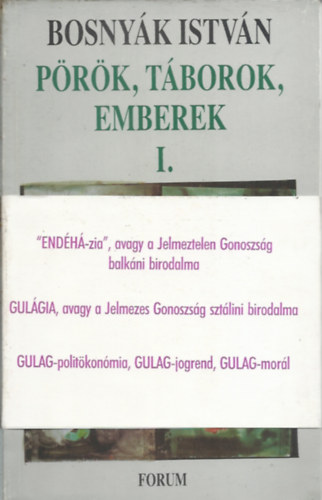 BOSNYÁK ISTVÁN
PÖRÖK, TÁBOROK,
EMBEREK
I.
"ENDÉHÁ-zia", avagy a Jelmeztelen Gonoszság
balkáni birodalma
GULÁGIA, avagy a Jelmezes Gonoszság sztálini birodalma
GULAG-politökonómia, GULAG-jogrend, GULAG-morál
FORUM